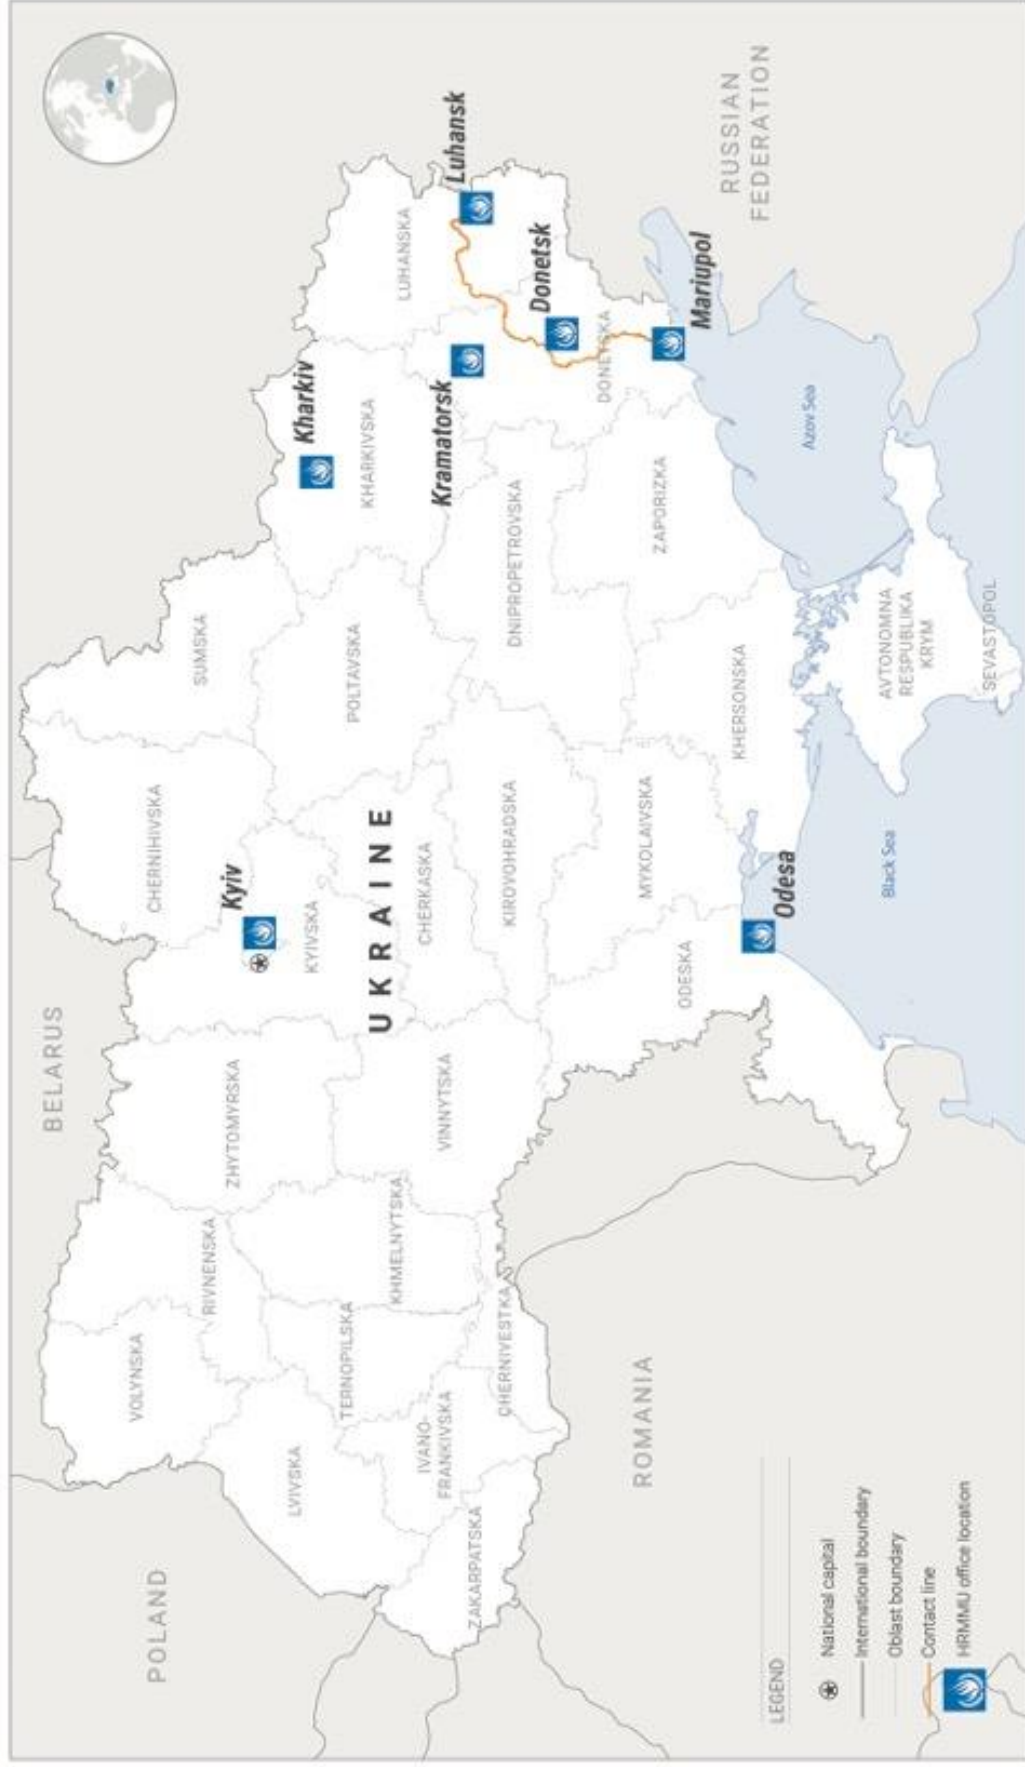 BELARUS
POLAND
RUSSIAN
FEDERATION
ROMANIA
UKRAINE
VOLYNSKA
RIVNENSKA
ZHYTOMYRSKA
CHERNIHIVSKA
SUMSKA
Kyiv
KYIVSKA
LVIVSKA
TERNOPILSKA
KHMELNYTSKA
VINNYTSKA
CHERKASKA
POLTAVSKA
Kharkiv
KHARKIVSKA
LUHANSKA
Luhansk
Kramatorsk
Donetsk
DONETSKA
Mariupol
ZAKARPATSKA
IVANO-
FRANKIVSKA
CHERNIVESTKA
KIROVOHRADSKA
DNIPROPETROVSKA
ZAPORIZKA
MYKOLAIVSKA
ODESKA
Odesa
KHERSONSKA
Azov Sea
Black Sea
AVTONOMNA
RESPUBLIKA
KRYM
SEVASTOPOL
LEGEND
National capital
International boundary
Oblast boundary
Contact line
HRMMU office location